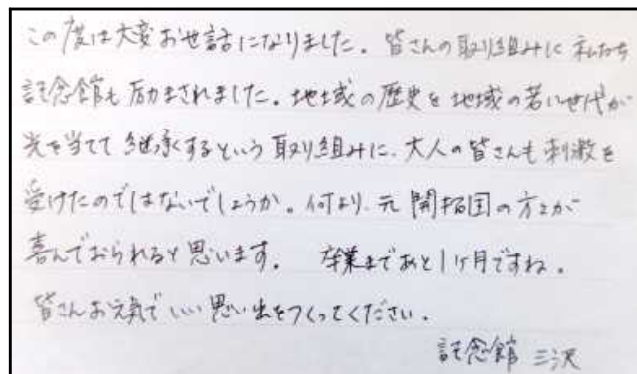 この度は大変お世話になりました。皆さんの取り組みに私たち
記念館も励まされました。地域の歴史を地域の若い世代が
光を当てて継承するという取り組みに、大人の皆さんも刺激を
受けたのではないでしょうか。何より、元開拓団の方々が
喜んでおられると思います。 卒業まであと1ヶ月ですね。
皆さんお元気でいい思い出をつくってください。
記念館 三沢